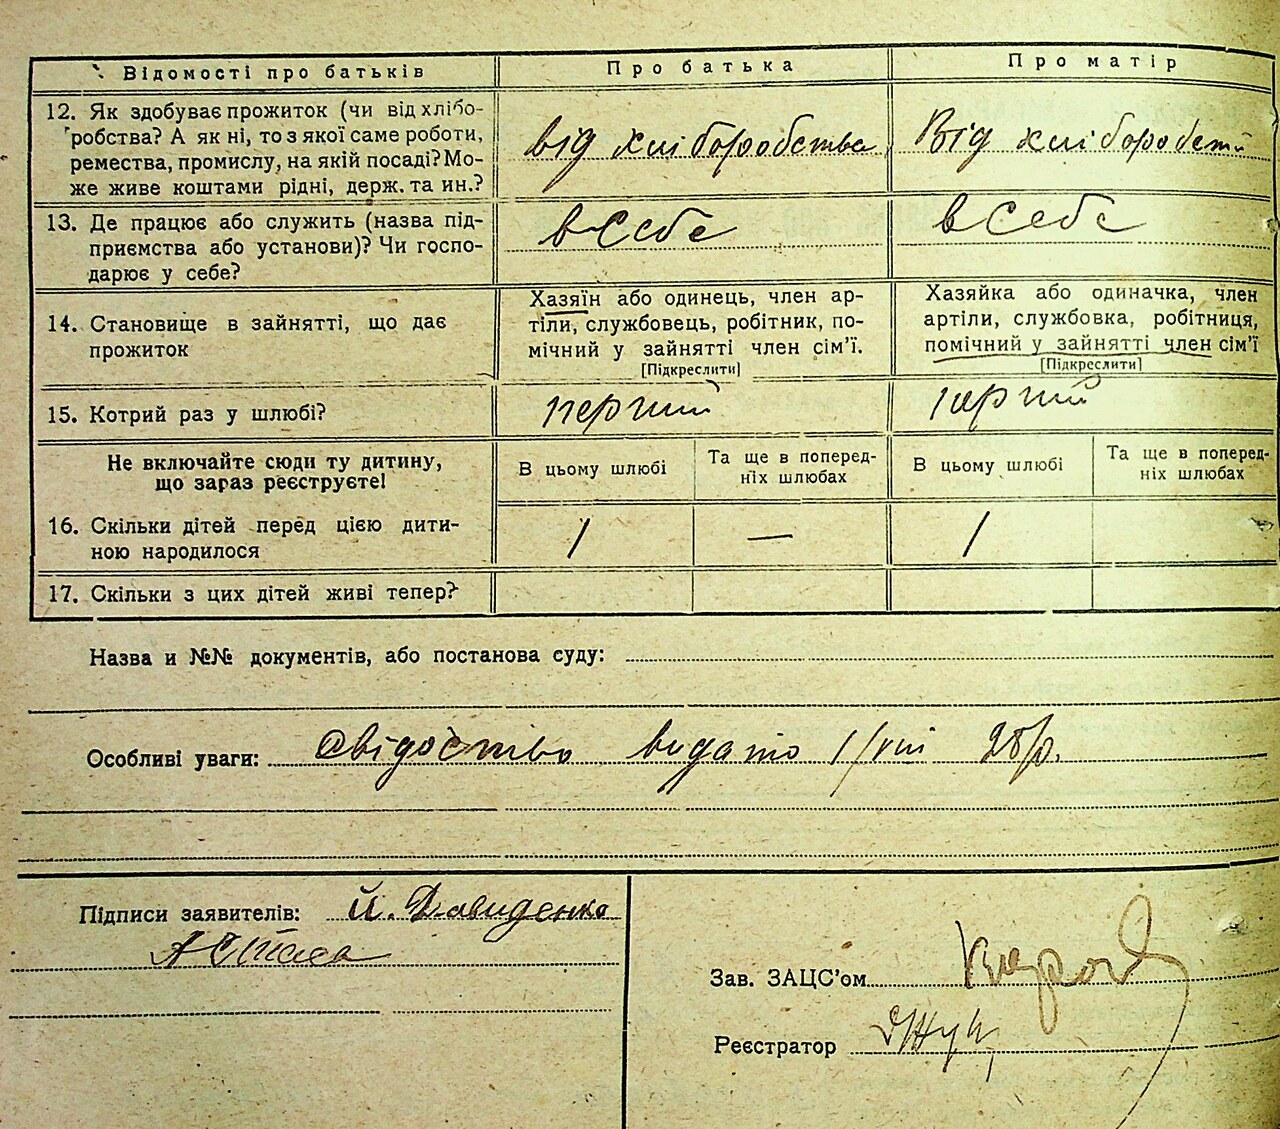 Відомості про батьків
Про батька
Про матір
12. Як здобуває прожиток (чи від хлібо-
робства? А як ні, то з якої саме роботи,
ремества, промислу, на якій посаді? Мо-
же живе коштами рідні, держ. та ин.?
від хліборобства
Від хліборобств
13. Де працює або служить (назва під-
приємства або установи)? Чи госпо-
дарює у себе?
в Себе
в Себе
14. Становище в зайнятті, що дає
прожиток
Хазяїн або одинець, член ар-
тіли, службовець, робітник, по-
мічний у зайнятті член сім'ї.
[Підкреслити]
Хазяйка або одиначка, член
артіли, службовка, робітниця,
помічний у зайнятті член сім'ї
[Підкреслити]
15. Котрий раз у шлюбі?
перший
перший
Не включайте сюди ту дитину,
що зараз реєструєте!
В цьому шлюбі
Та ще в поперед-
ніх шлюбах
В цьому шлюбі
Та ще в поперед-
ніх шлюбах
16. Скільки дітей перед цією дити-
ною народилося
1
—
1
17. Скільки з цих дітей живі тепер?
Назва и №№ документів, або постанова суду:
Особливі уваги: Свідоство видато 1/VIII 28р.
Підписи заявителів: Й. Давиденко
Зав. ЗАЦС'ом
Реєстратор